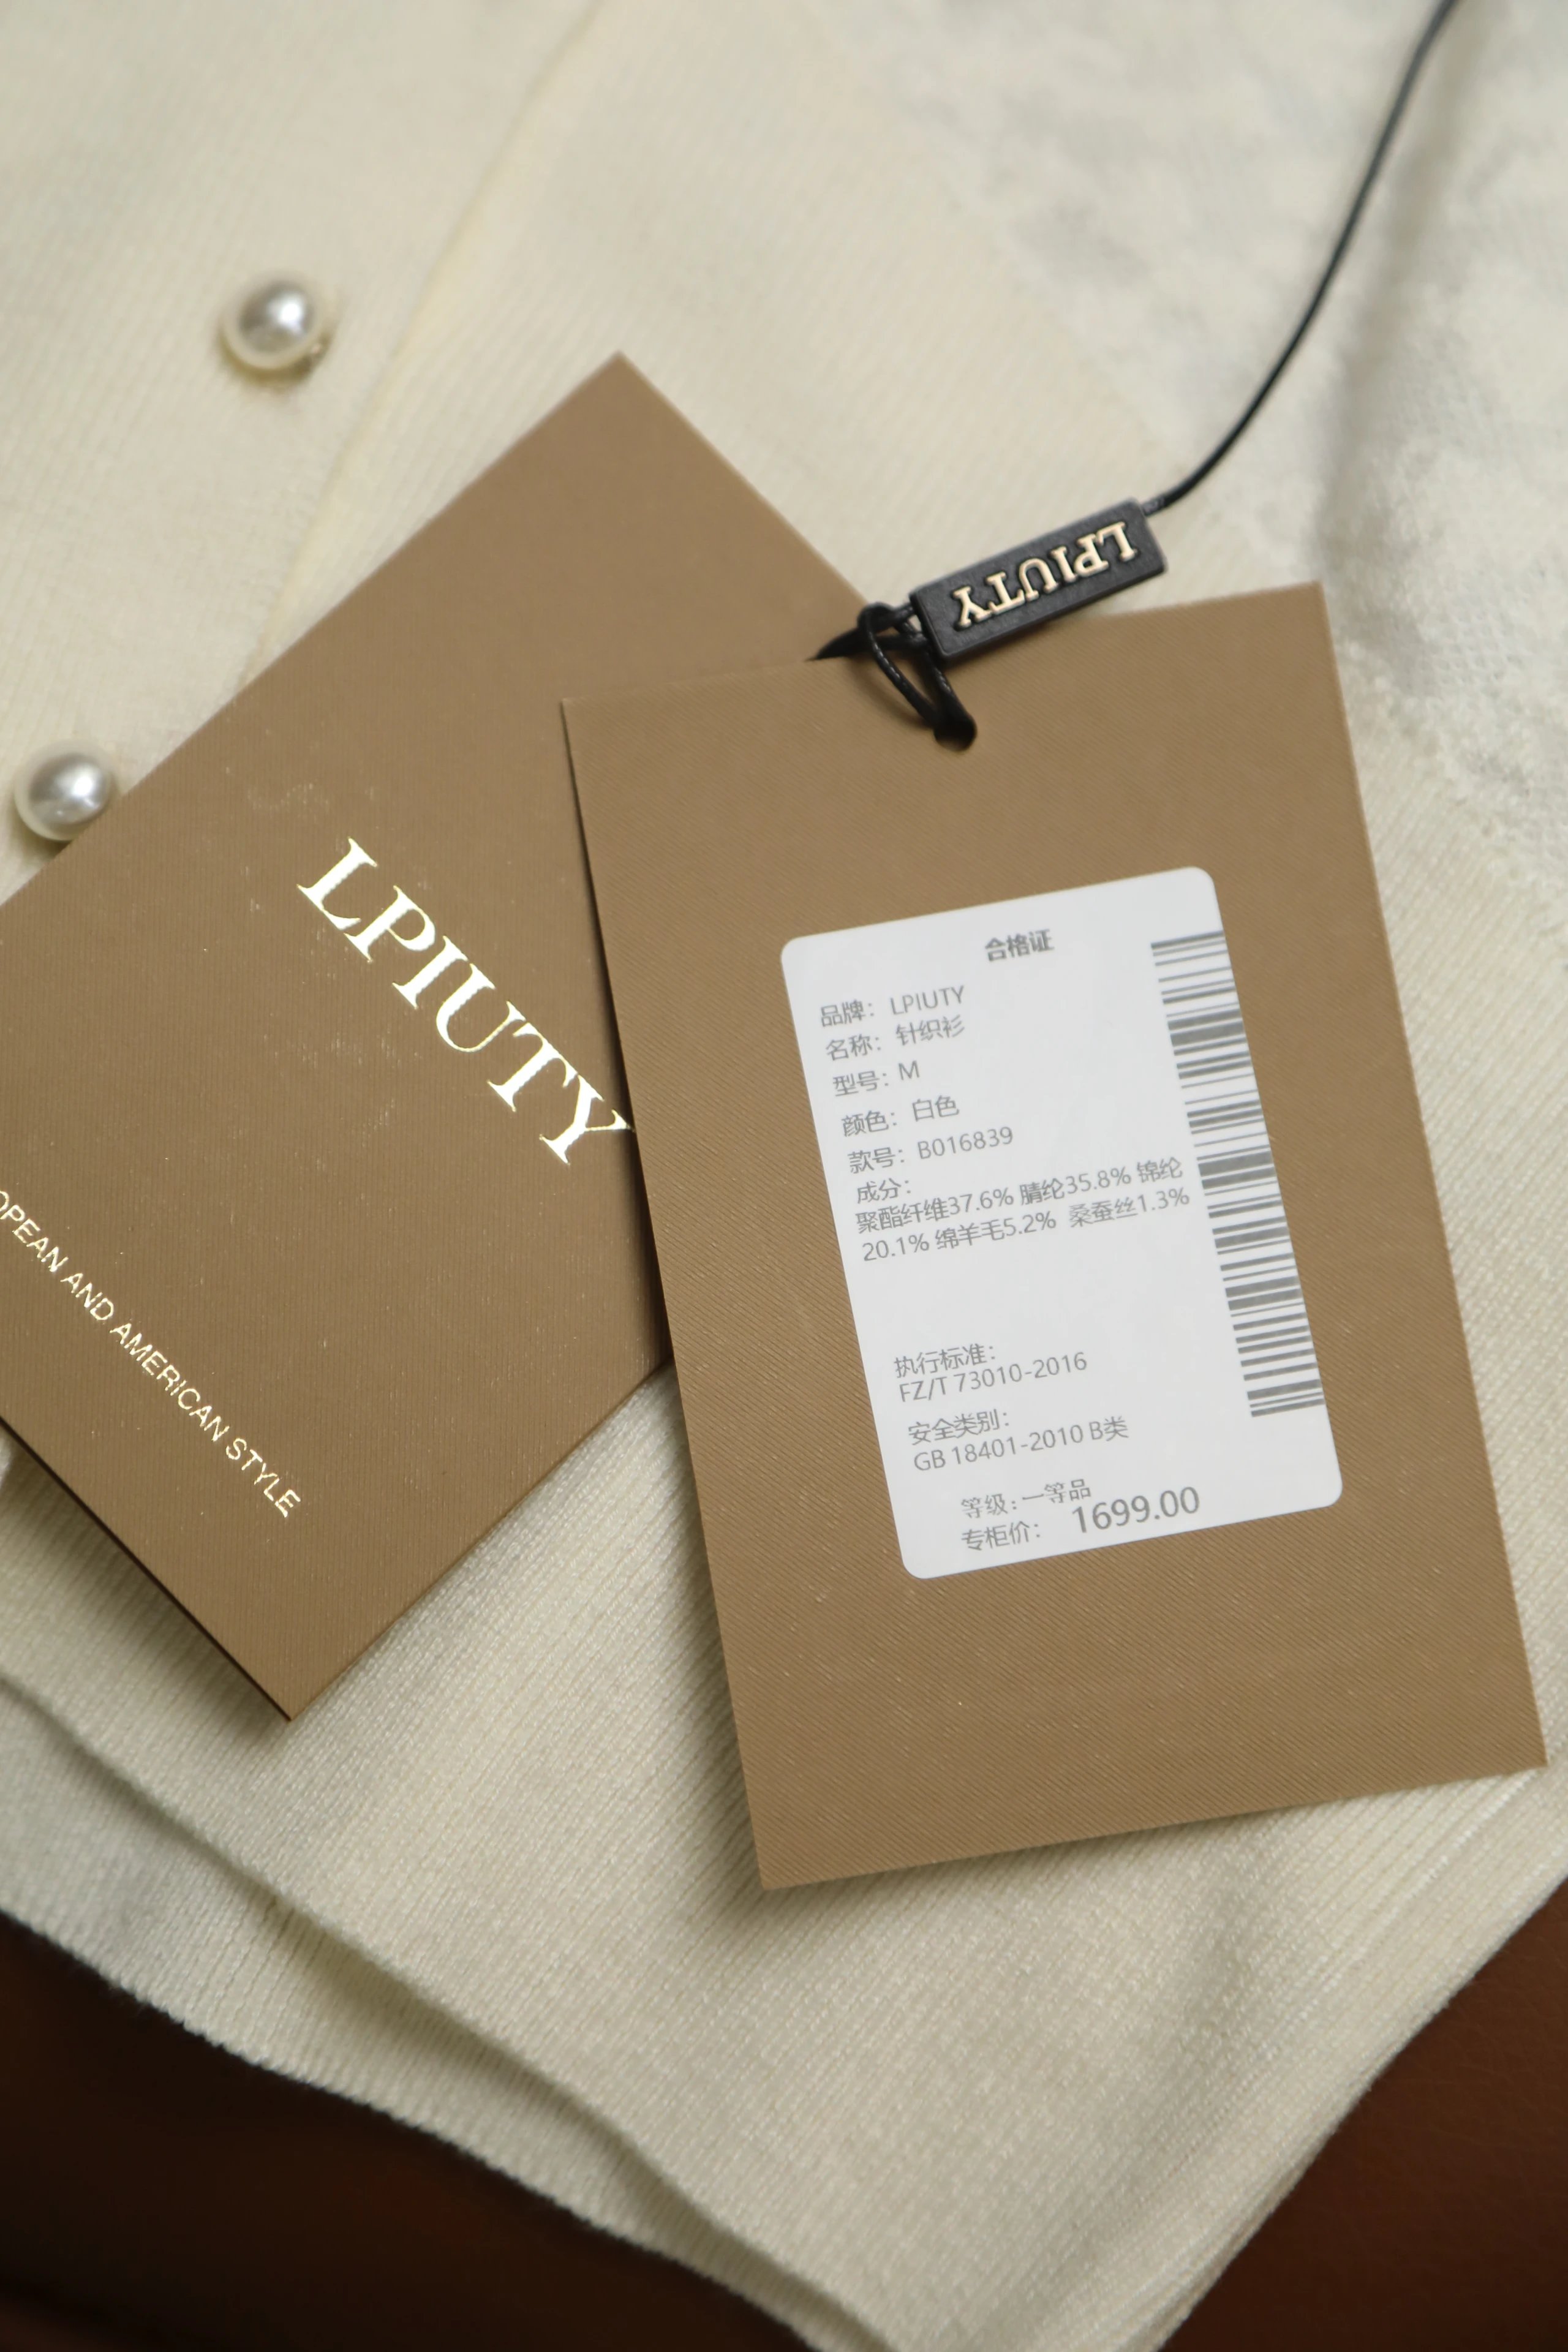 LPIUTY
LPIUTY
OPEAN AND AMERICAN STYLE
合格证
品牌: LPIUTY
名称: 针织衫
型号: M
颜色: 白色
款号: B016839
成分:
聚酯纤维37.6% 腈纶35.8% 锦纶
20.1% 绵羊毛5.2% 桑蚕丝1.3%
执行标准:
FZ/T 73010-2016
安全类别:
GB 18401-2010 B类
等级: 一等品
专柜价: 1699.00